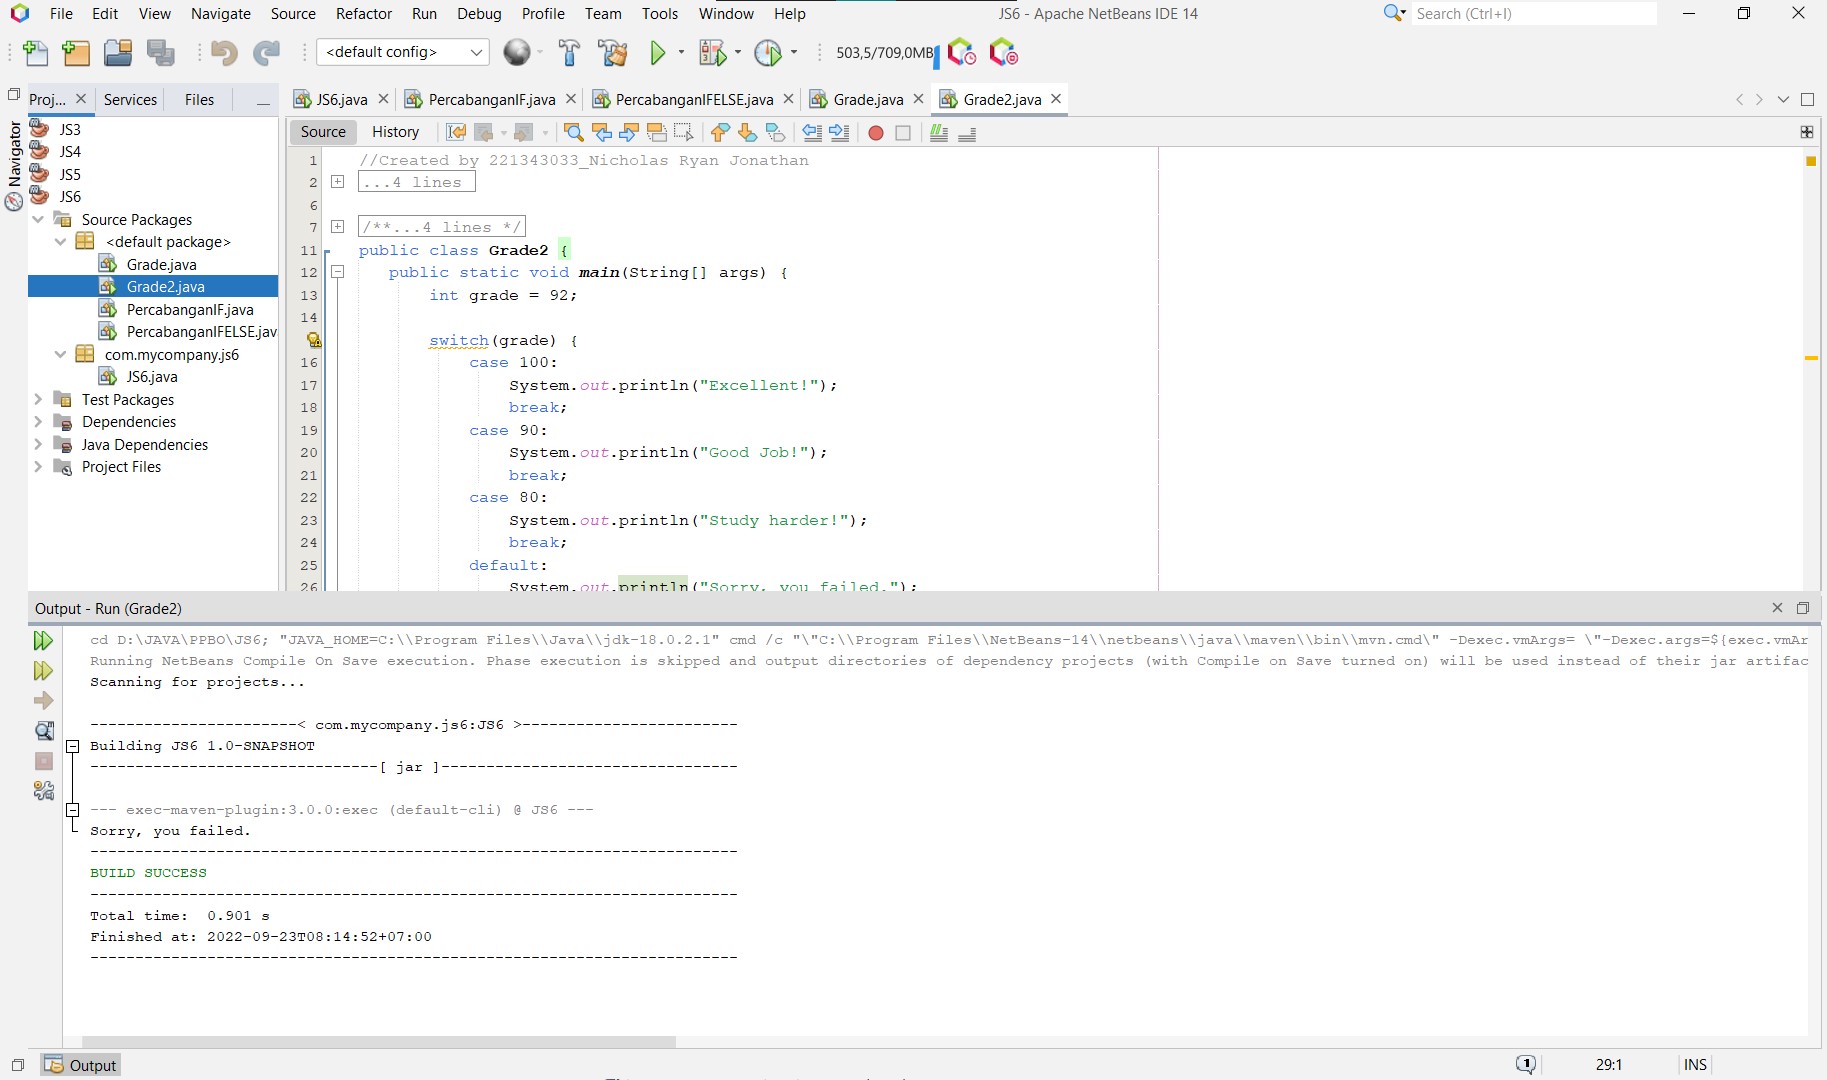 File Edit View Navigate Source Refactor Run Debug Profile Team Tools Window Help
JS6 - Apache NetBeans IDE 14
Search (Ctrl+I)
<default config>
503,5/709,0MB
Proj...
Services
Files
JS6.java
PercabanganIF.java
PercabanganIFELSE.java
Grade.java
Grade2.java
Navigator
JS3
JS4
JS5
JS6
Source Packages
<default package>
Grade.java
Grade2.java
PercabanganIF.java
PercabanganIFELSE.jav
com.mycompany.js6
JS6.java
Test Packages
Dependencies
Java Dependencies
Project Files
Source History
1 //Created by 221343033_Nicholas Ryan Jonathan
2 ...4 lines
6
7 /**...4 lines */
11 public class Grade2 {
12 public static void main(String[] args) {
13 int grade = 92;
14
switch(grade) {
16 case 100:
17 System.out.println("Excellent!");
18 break;
19 case 90:
20 System.out.println("Good Job!");
21 break;
22 case 80:
23 System.out.println("Study harder!");
24 break;
25 default:
26 System.out.println("Sorry, you failed.");
Output - Run (Grade2)
cd D:\JAVA\PPBO\JS6; "JAVA_HOME=C:\\Program Files\\Java\\jdk-18.0.2.1" cmd /c "\"C:\\Program Files\\NetBeans-14\\netbeans\\java\\maven\\bin\\mvn.cmd\" -Dexec.vmArgs= \"-Dexec.args=${exec.vmAr
Running NetBeans Compile On Save execution. Phase execution is skipped and output directories of dependency projects (with Compile on Save turned on) will be used instead of their jar artifac
Scanning for projects...
-----------------------< com.mycompany.js6:JS6 >------------------------
Building JS6 1.0-SNAPSHOT
--------------------------------[ jar ]---------------------------------
--- exec-maven-plugin:3.0.0:exec (default-cli) @ JS6 ---
Sorry, you failed.
------------------------------------------------------------------------
BUILD SUCCESS
------------------------------------------------------------------------
Total time:  0.901 s
Finished at: 2022-09-23T08:14:52+07:00
------------------------------------------------------------------------
Output
1
29:1
INS